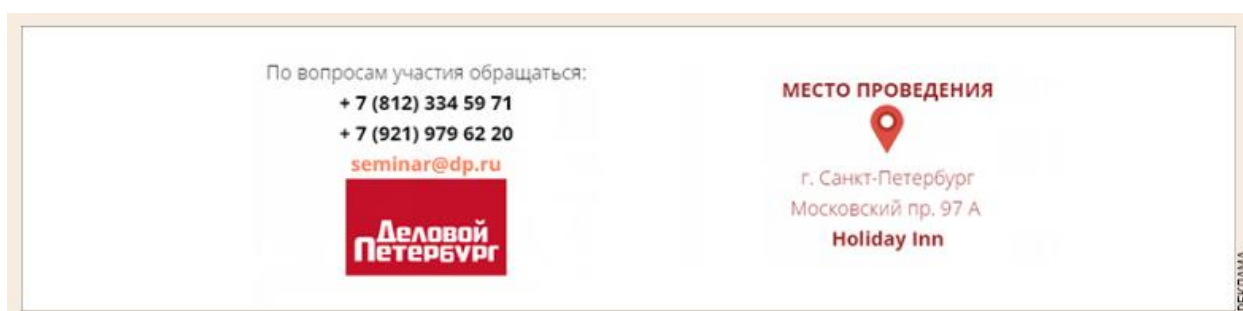 По вопросам участия обращаться:
+ 7 (812) 334 59 71
+ 7 (921) 979 62 20
seminar@dp.ru
Деловой
Петербург
МЕСТО ПРОВЕДЕНИЯ
г. Санкт-Петербург
Московский пр. 97 А
Holiday Inn
РЕКЛАМА